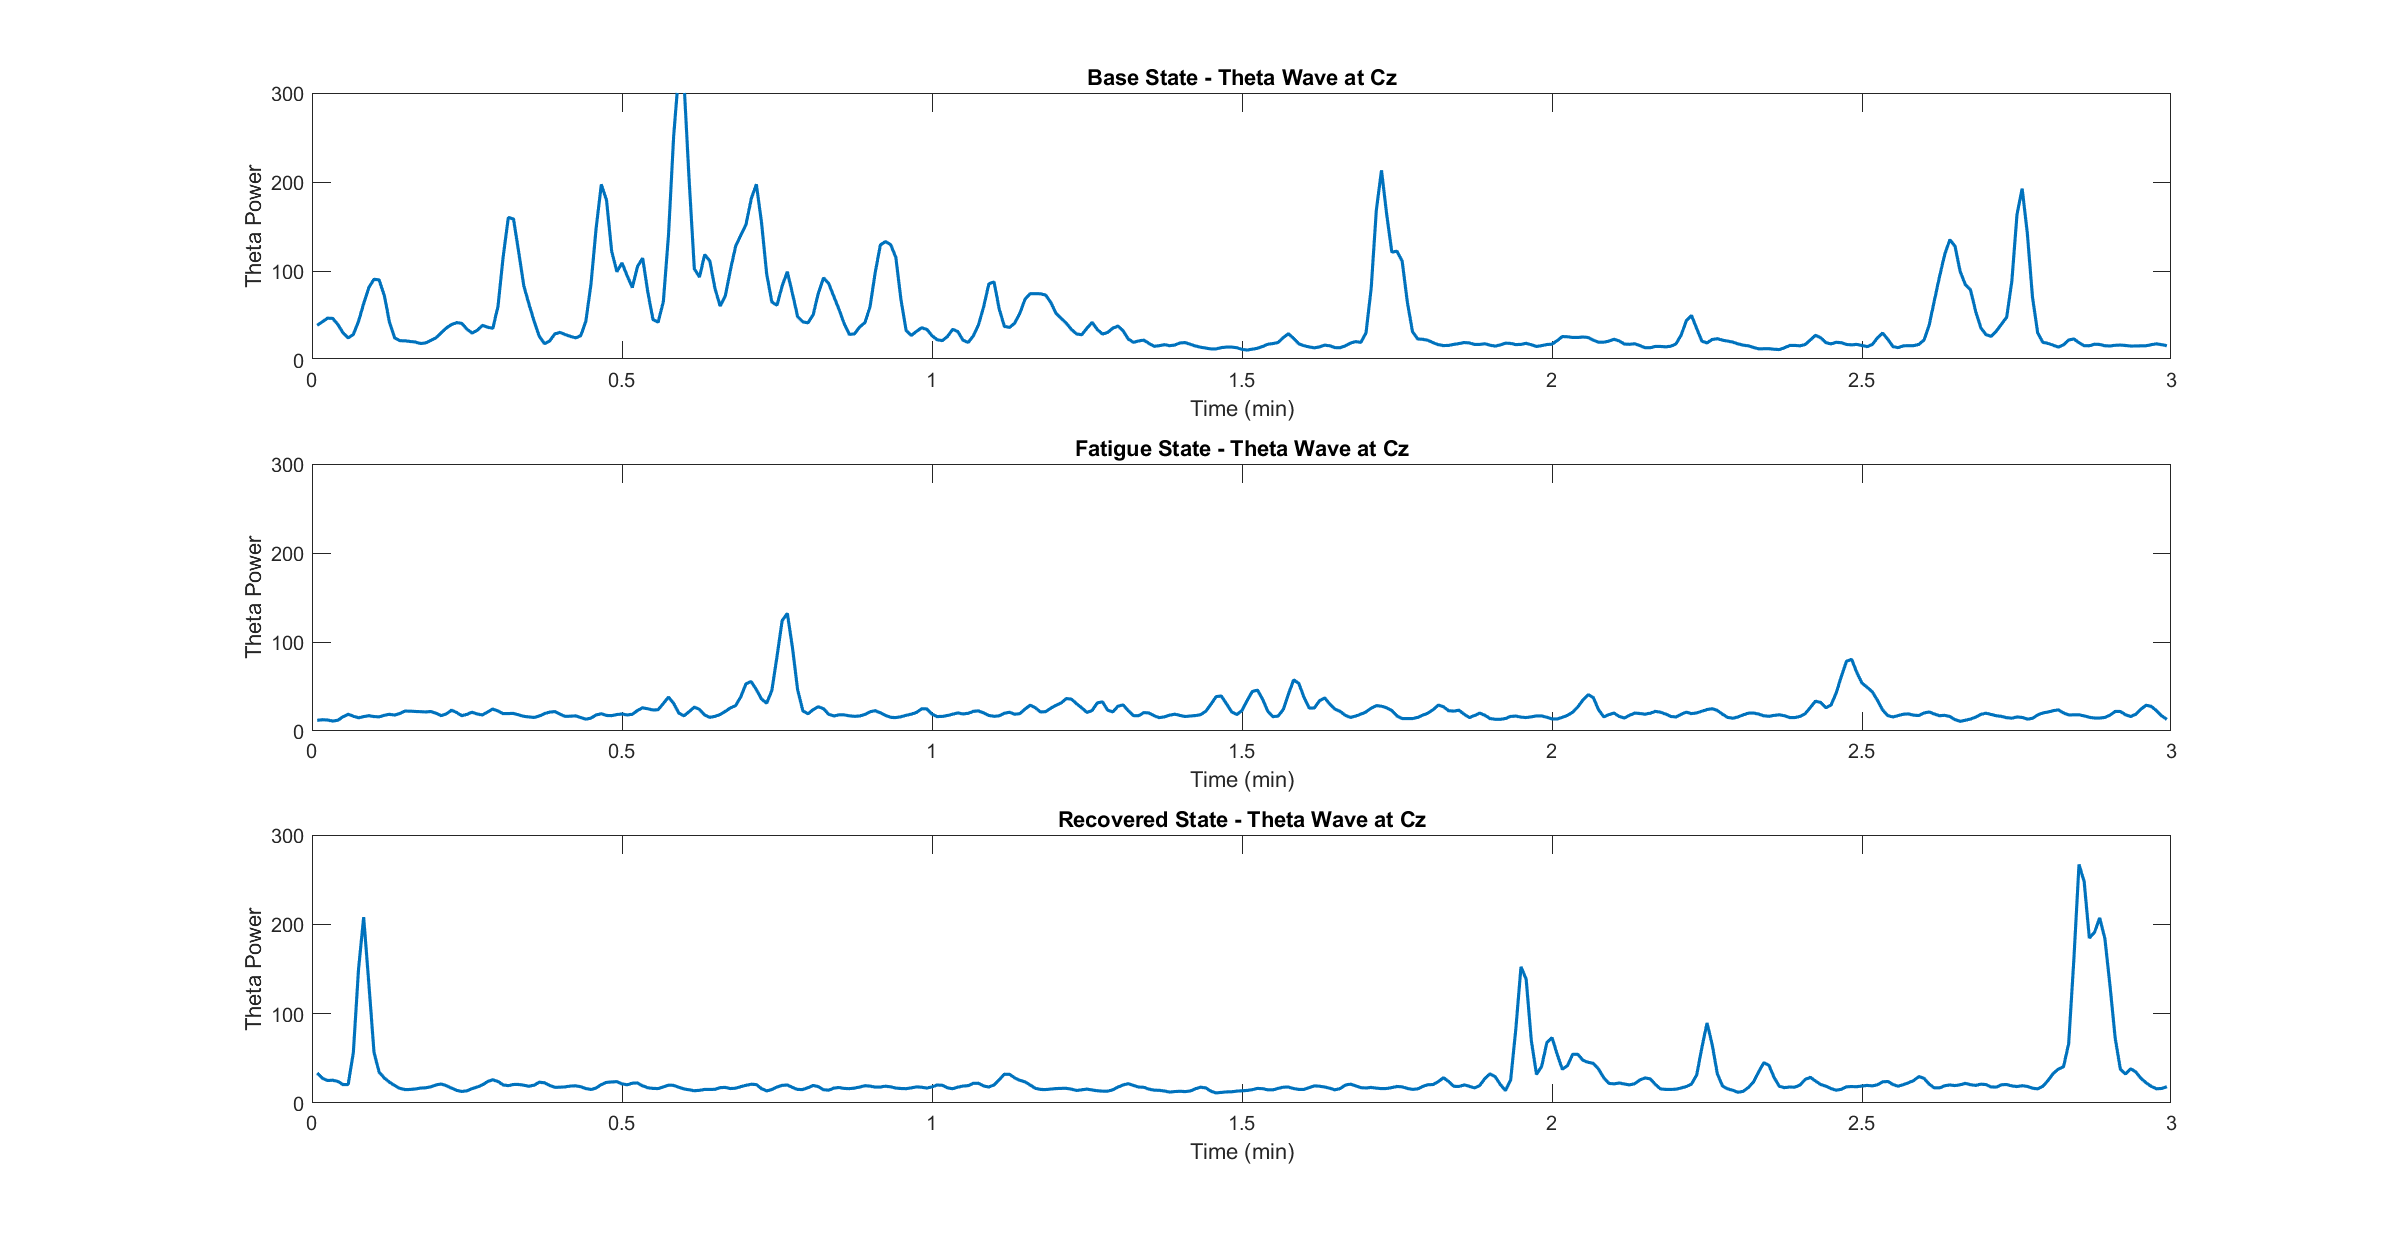 Base State - Theta Wave at Cz
300
200
100
0
Theta Power
0 0.5 1 1.5 2 2.5 3
Time (min)
Fatigue State - Theta Wave at Cz
300
200
100
0
Theta Power
0 0.5 1 1.5 2 2.5 3
Time (min)
Recovered State - Theta Wave at Cz
300
200
100
0
Theta Power
0 0.5 1 1.5 2 2.5 3
Time (min)